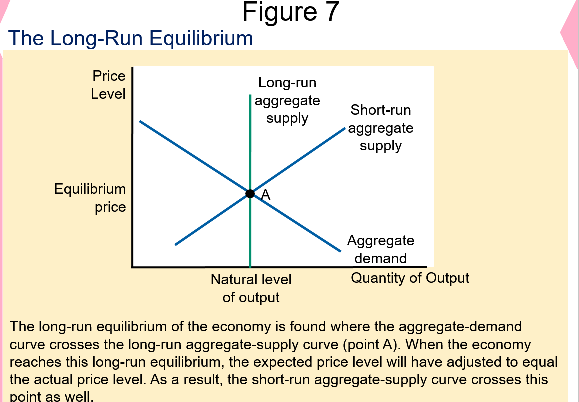 Figure 7
The Long-Run Equilibrium
Price
Level
Long-run
aggregate
supply
Short-run
aggregate
supply
Equilibrium
price
A
Aggregate
demand
Natural level
of output
Quantity of Output
The long-run equilibrium of the economy is found where the aggregate-demand
curve crosses the long-run aggregate-supply curve (point A). When the economy
reaches this long-run equilibrium, the expected price level will have adjusted to equal
the actual price level. As a result, the short-run aggregate-supply curve crosses this
point as well.